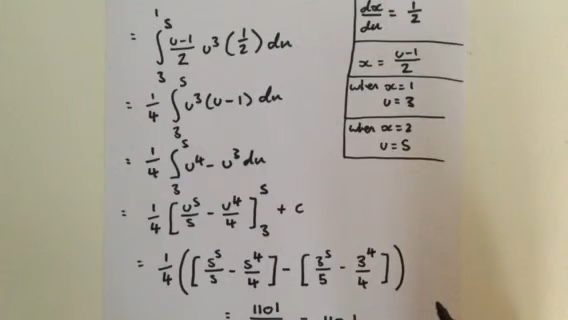 = ∫₃⁵ (u-1)/2 u³ (1/2) du
= 1/4 ∫₃⁵ u³(u-1) du
= 1/4 ∫₃⁵ u⁴ - u³ du
= 1/4 [u⁵/5 - u⁴/4]₃⁵ + c
= 1/4 ([5⁵/5 - 5⁴/4] - [3⁵/5 - 3⁴/4])
dx/du = 1/2
x = (u-1)/2
when x = 1
u = 3
when x = 2
u = 5